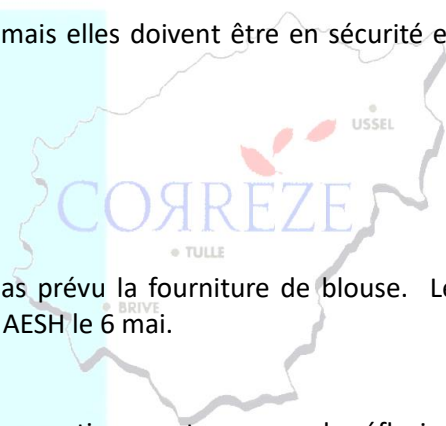 mais elles doivent être en sécurité e
USSEL
CORREZE
TULLE
as prévu la fourniture de blouse. Le
BRIVE
AESH le 6 mai.